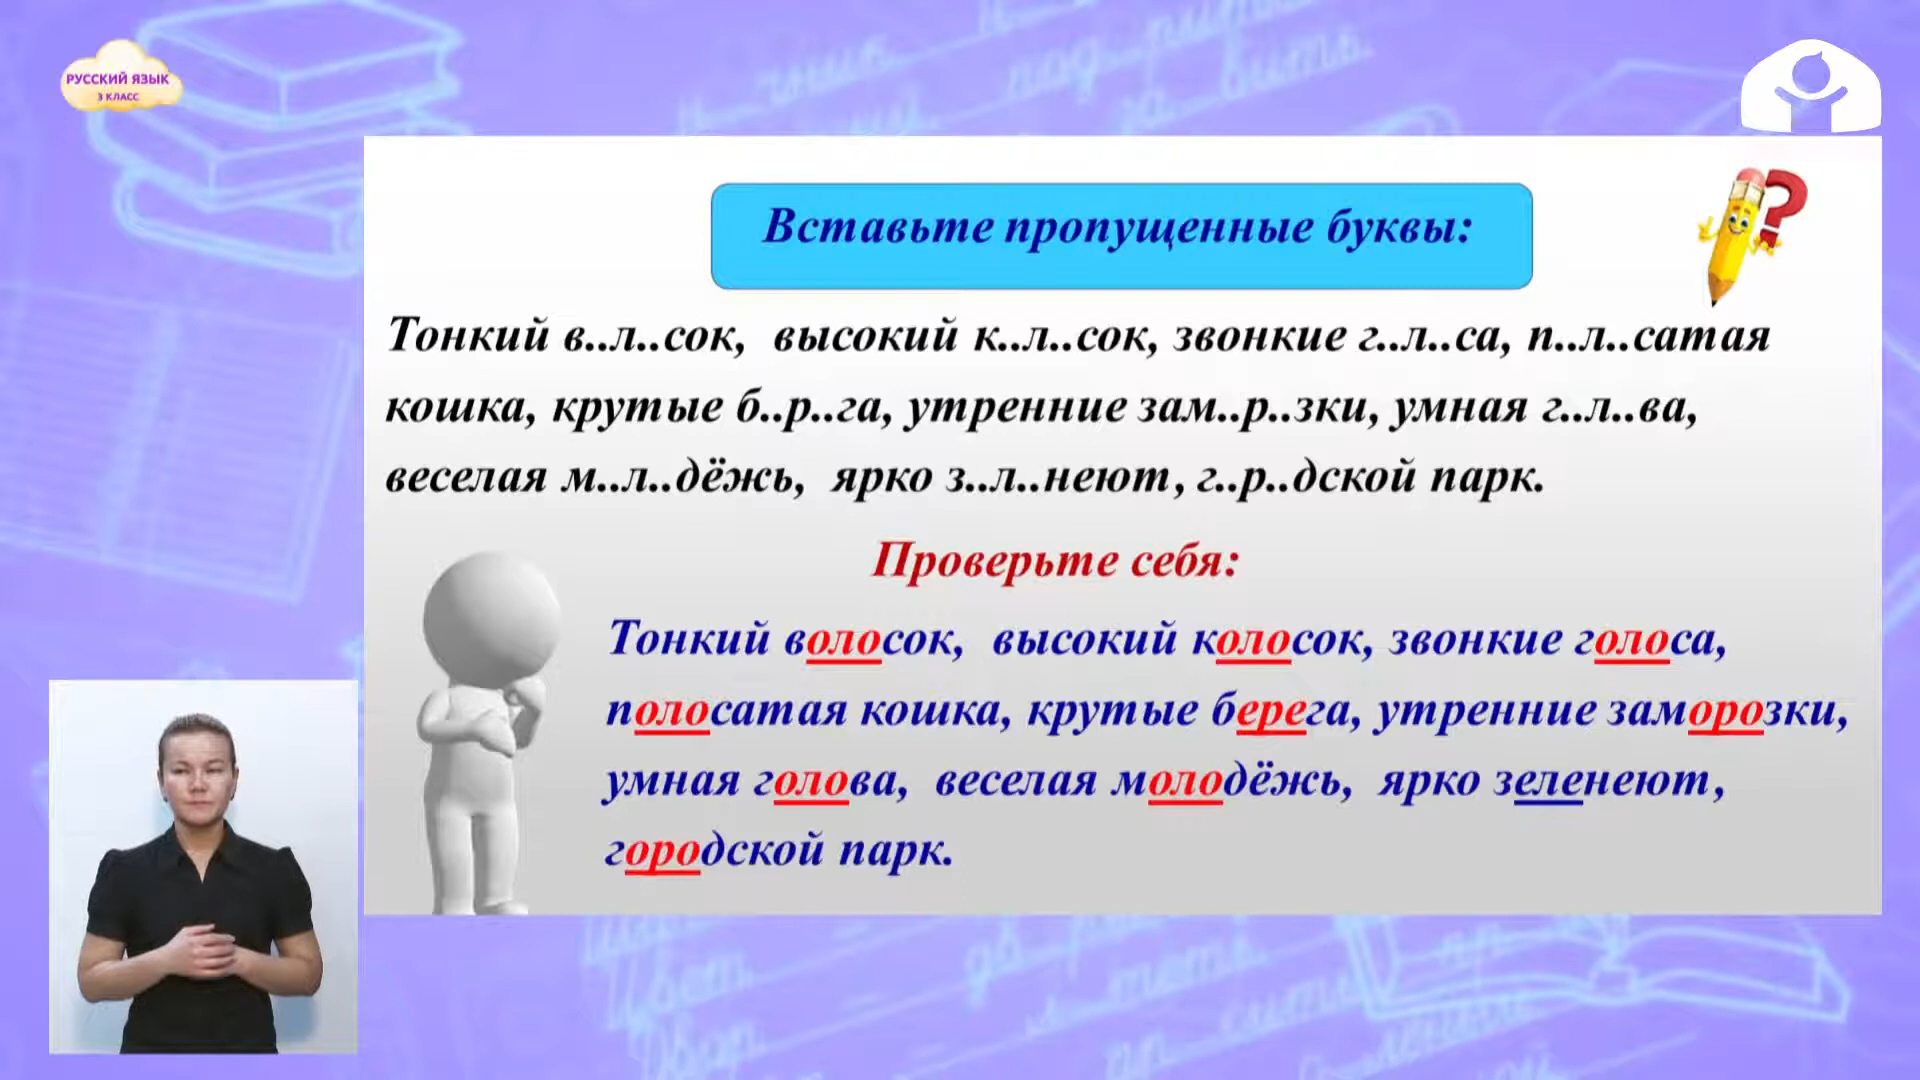 РУССКИЙ ЯЗЫК
3 КЛАСС
Вставьте пропущенные буквы:
Тонкий в..л..сок, высокий к..л..сок, звонкие г..л..са, п..л..сатая
кошка, крутые б..р..га, утренние зам..р..зки, умная г..л..ва,
веселая м..л..дёжь, ярко з..л..неют, г..р..дской парк.
Проверьте себя:
Тонкий волосок, высокий колосок, звонкие голоса,
полосатая кошка, крутые берега, утренние заморозки,
умная голова, веселая молодёжь, ярко зеленеют,
городской парк.